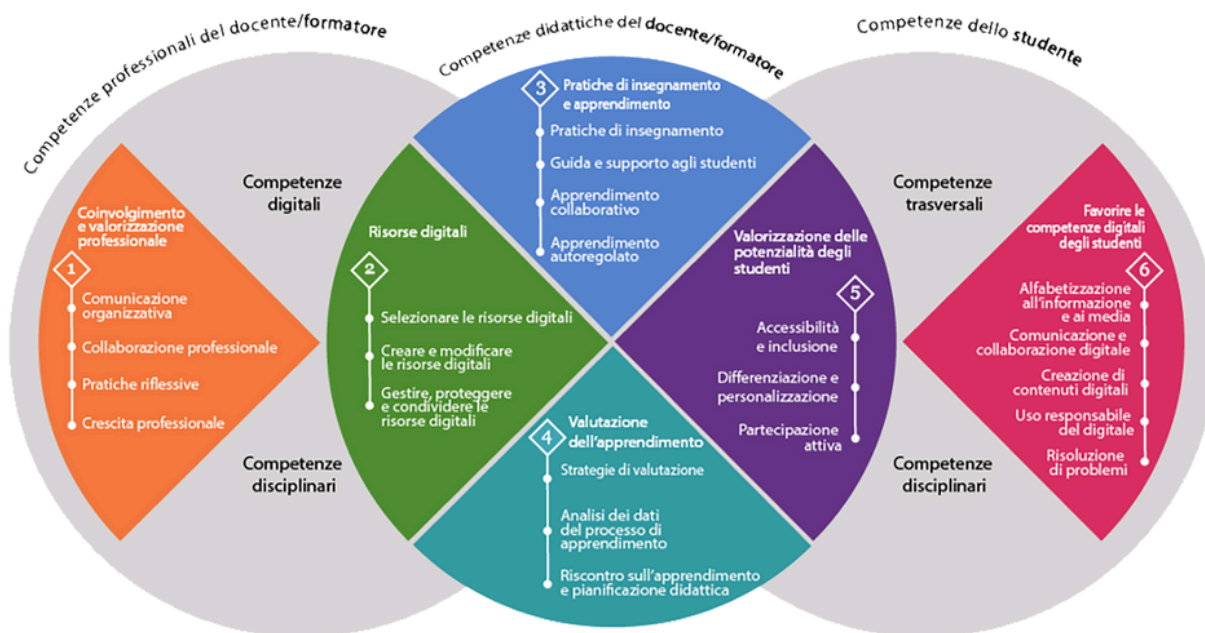 Competenze professionali del docente/formatore
Competenze didattiche del docente/formatore
Competenze dello studente
Competenze
digitali
Competenze
disciplinari
Coinvolgimento
e valorizzazione
professionale
1
Comunicazione
organizzativa
Collaborazione professionale
Pratiche riflessive
Crescita professionale
Risorse digitali
2
Selezionare le risorse digitali
Creare e modificare
le risorse digitali
Gestire, proteggere
e condividere le
risorse digitali
3
Pratiche di insegnamento
e apprendimento
Pratiche di insegnamento
Guida e supporto agli studenti
Apprendimento
collaborativo
Apprendimento
autoregolato
4
Valutazione
dell'apprendimento
Strategie di valutazione
Analisi dei dati
del processo di
apprendimento
Riscontro sull'apprendimento
e pianificazione didattica
Valorizzazione delle
potenzialità degli
studenti
5
Accessibilità
e inclusione
Differenziazione e
personalizzazione
Partecipazione
attiva
Competenze
trasversali
Competenze
disciplinari
Favorire le
competenze digitali
degli studenti
6
Alfabetizzazione
all'informazione
e ai media
Comunicazione e
collaborazione digitale
Creazione di
contenuti digitali
Uso responsabile
del digitale
Risoluzione
di problemi